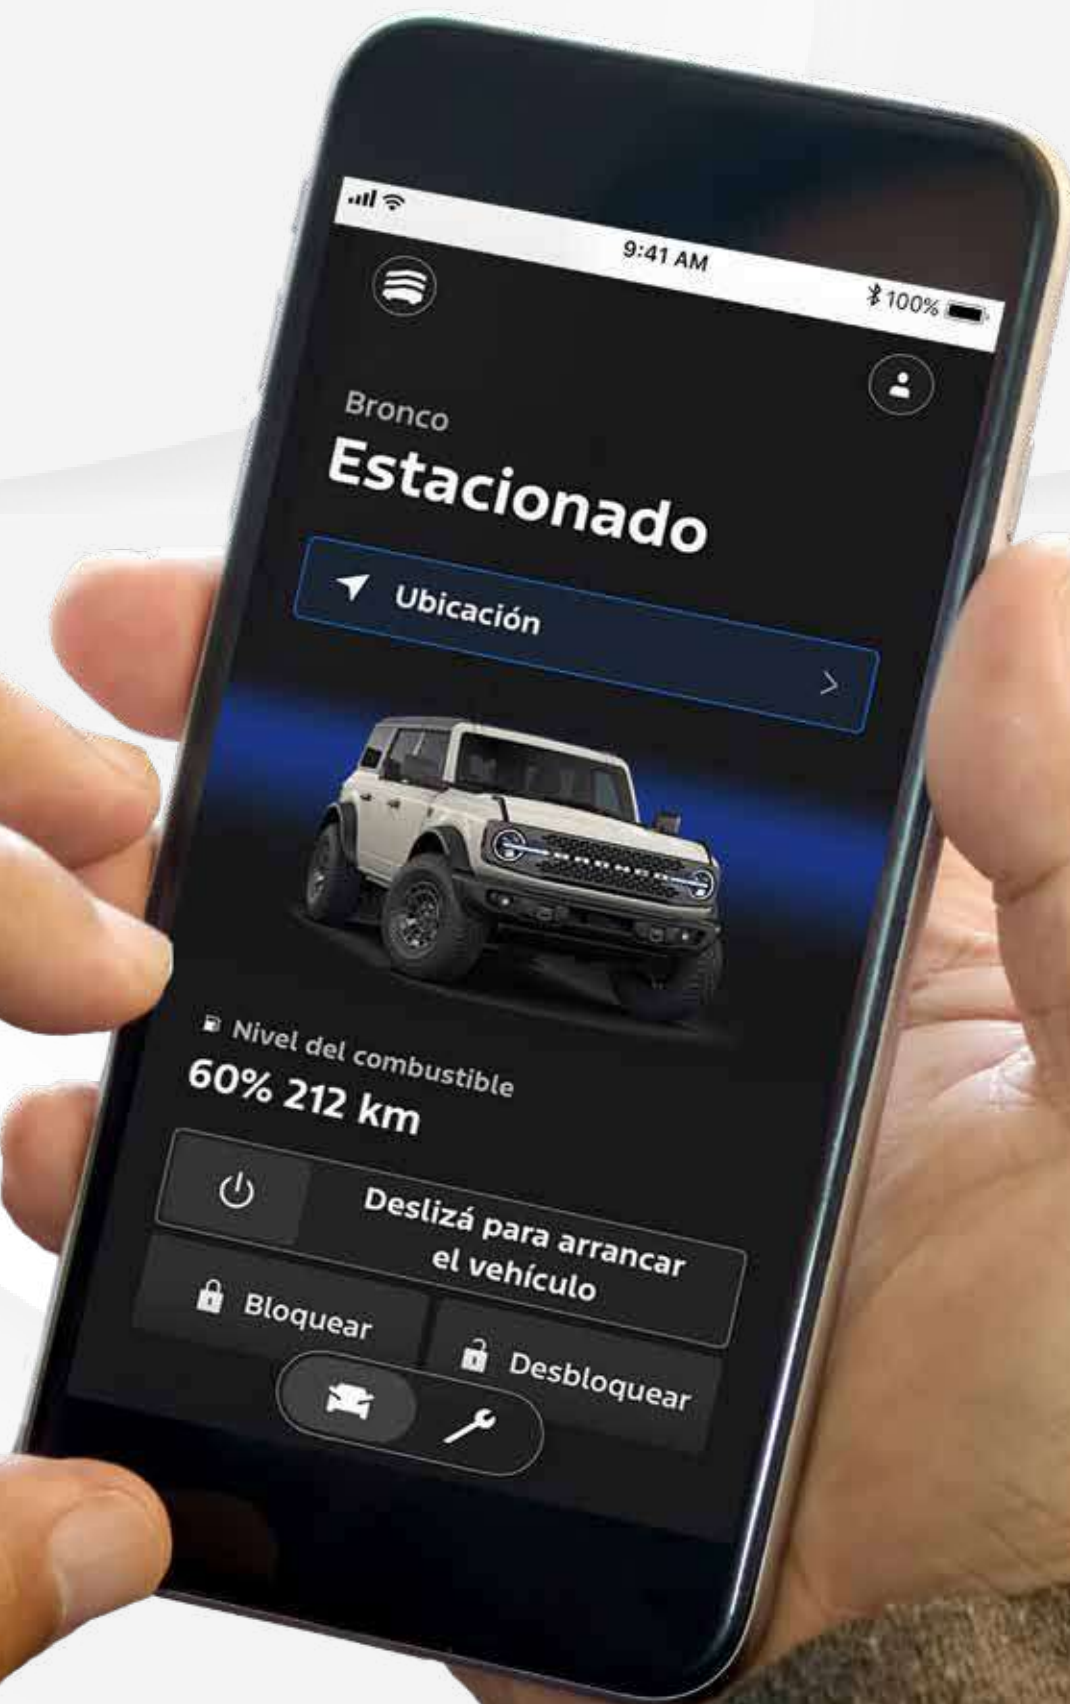 9:41 AM
100%
Bronco
Estacionado
Ubicación
BRONCO
Nivel del combustible
60% 212 km
Deslizá para arrancar
el vehículo
Bloquear
Desbloquear